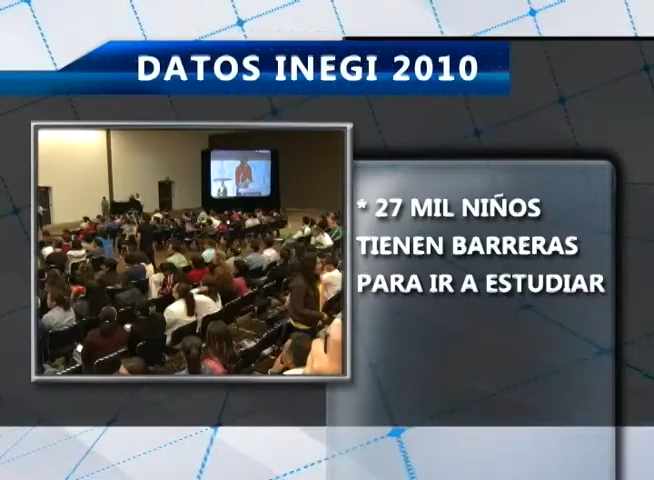 DATOS INEGI 2010
* 27 MIL NIÑOS
TIENEN BARRERAS
PARA IR A ESTUDIAR